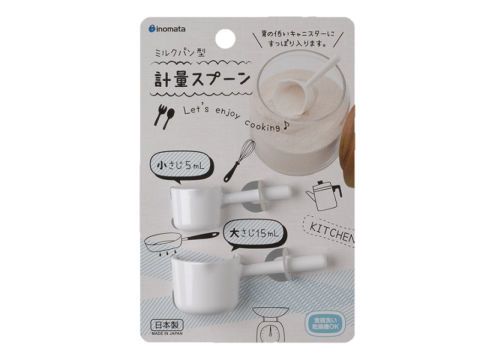 inomata
背の低いキャニスターに
すっぽり入ります。
ミルクパン型
計量スプーン
Let's enjoy
cooking♪
小さじ5mL
大さじ15mL
KITCHEN
日本製
MADE IN JAPAN
食器洗い
乾燥機OK